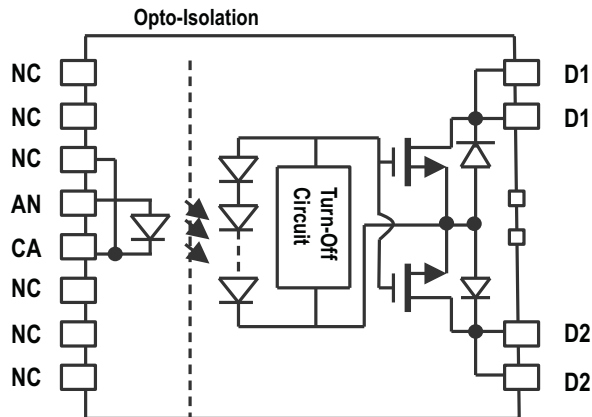 Opto-Isolation
NC
NC
NC
AN
CA
NC
NC
NC
Turn-Off
Circuit
D1
D1
D2
D2